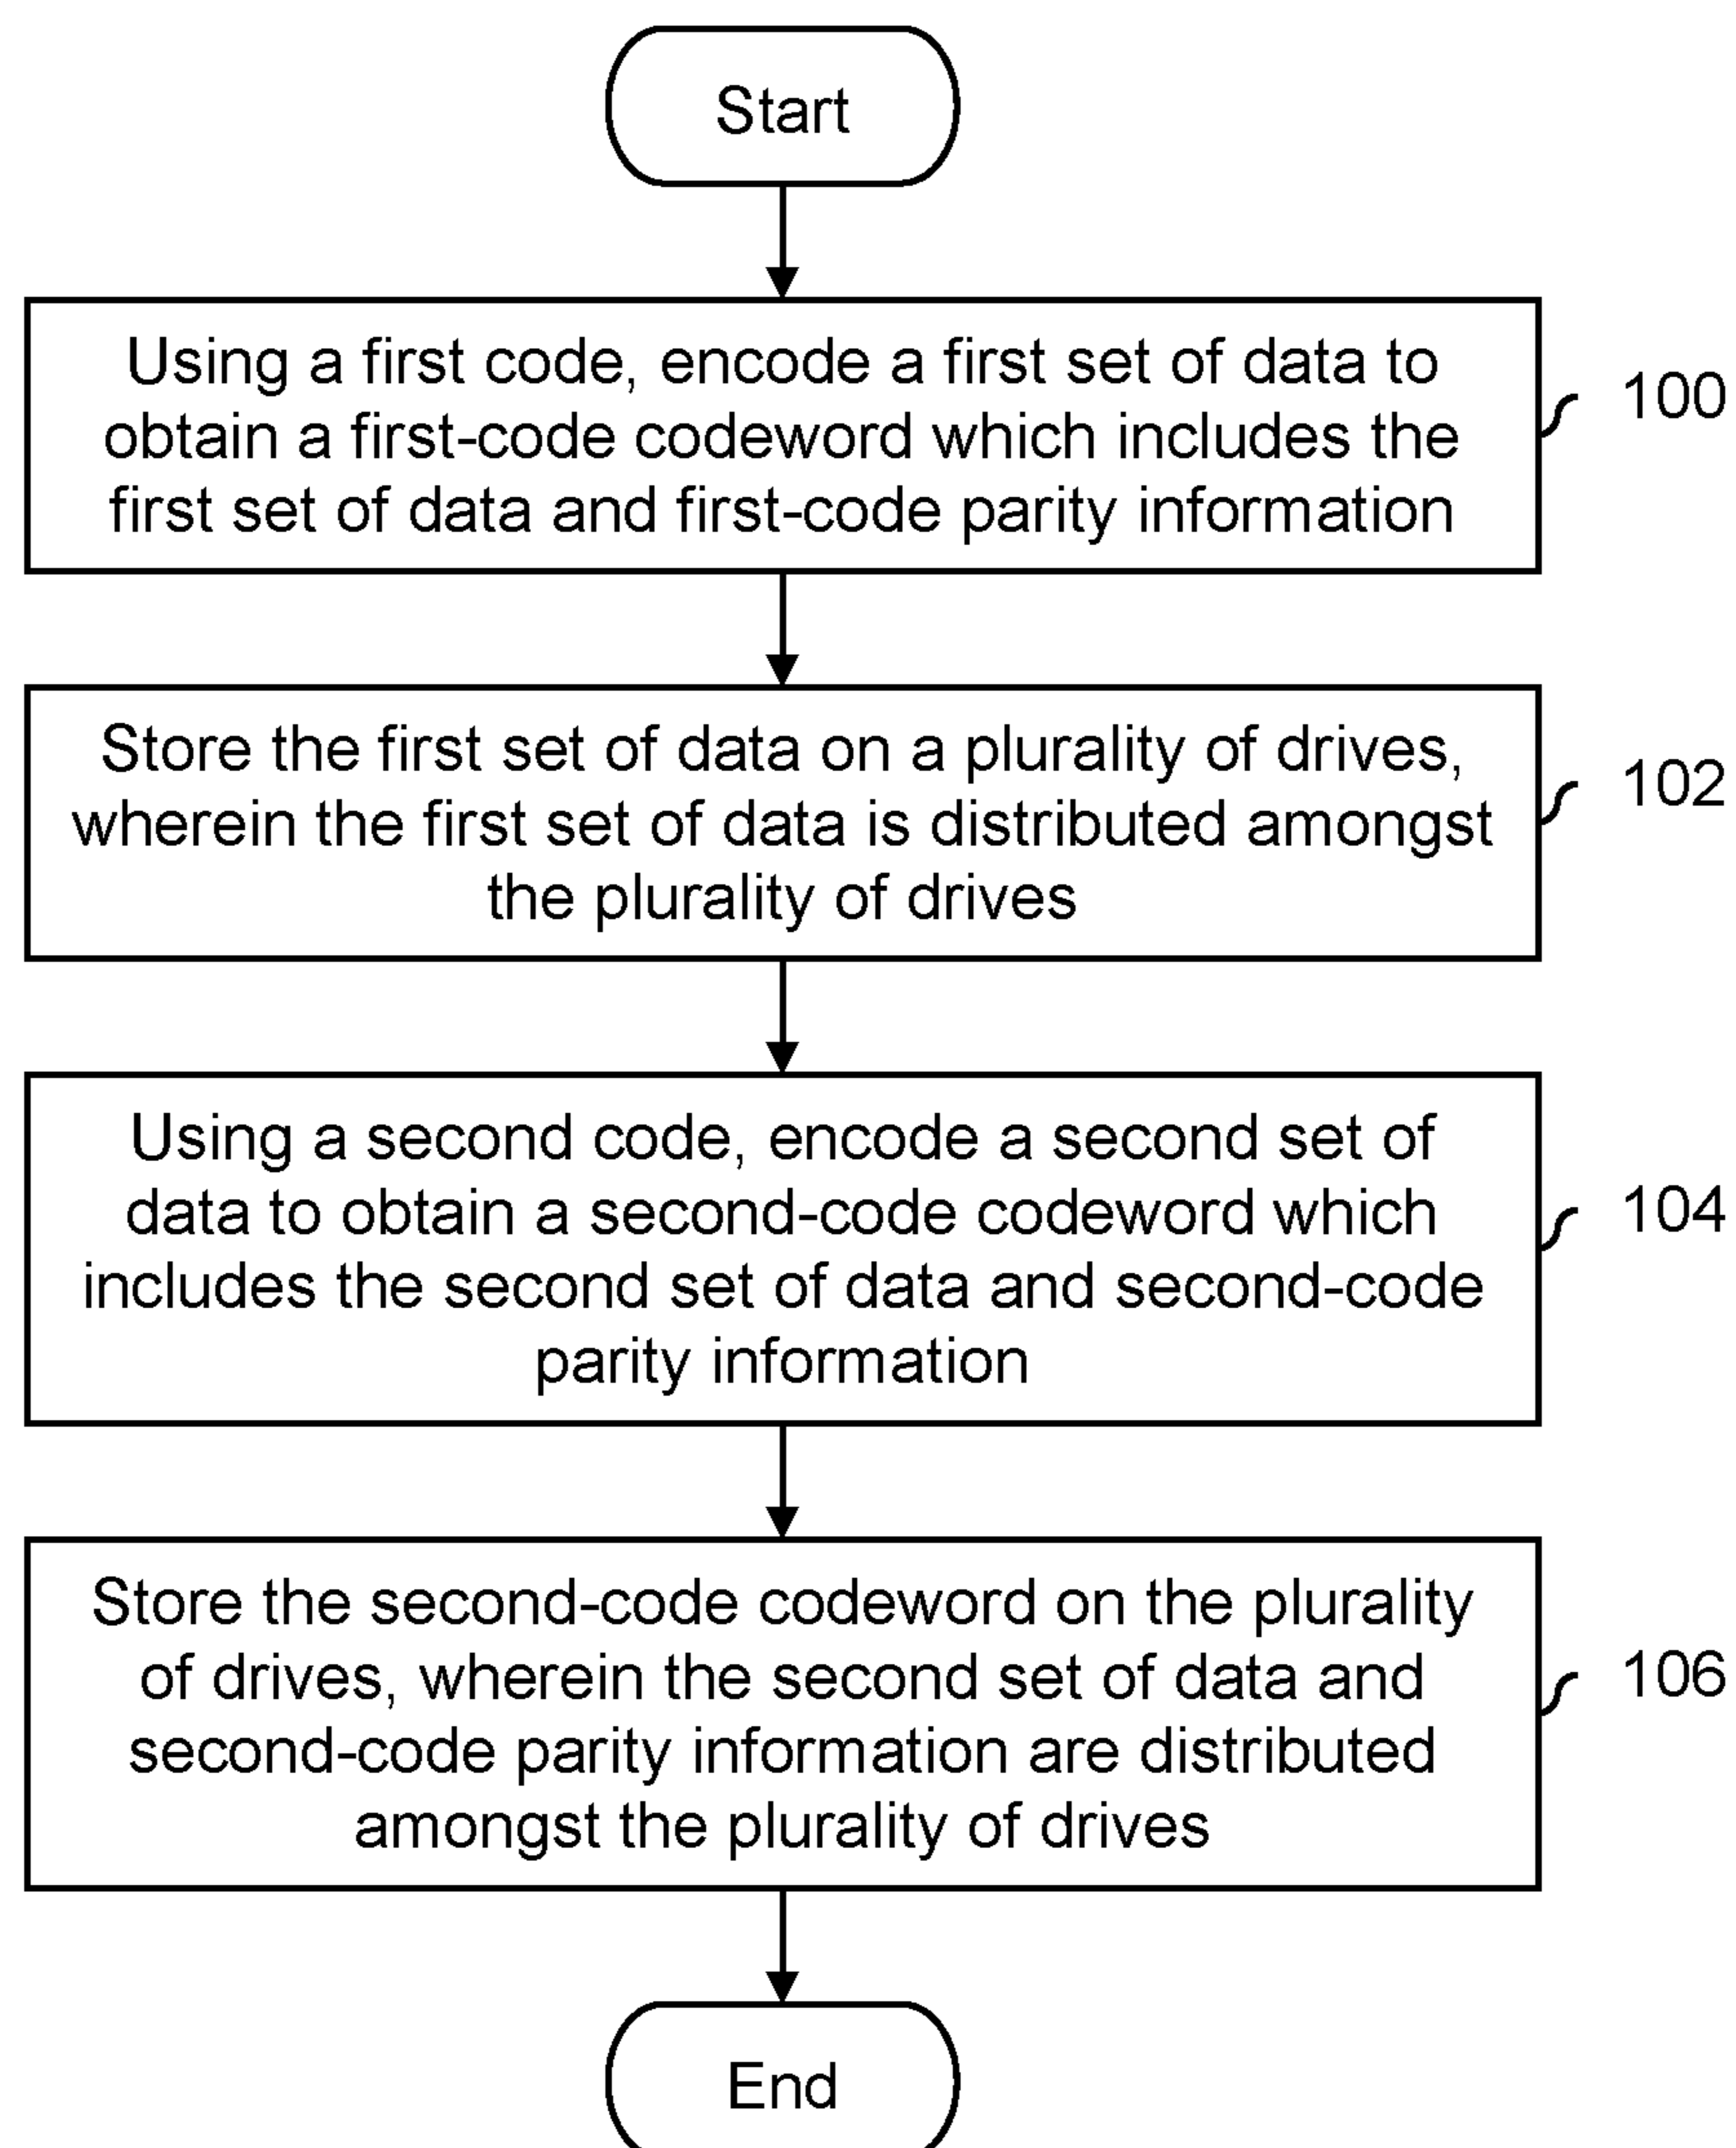 Start
Using a first code, encode a first set of data to
obtain a first-code codeword which includes the
first set of data and first-code parity information
100
Store the first set of data on a plurality of drives,
wherein the first set of data is distributed amongst
the plurality of drives
102
Using a second code, encode a second set of
data to obtain a second-code codeword which
includes the second set of data and second-code
parity information
104
Store the second-code codeword on the plurality
of drives, wherein the second set of data and
second-code parity information are distributed
amongst the plurality of drives
106
End